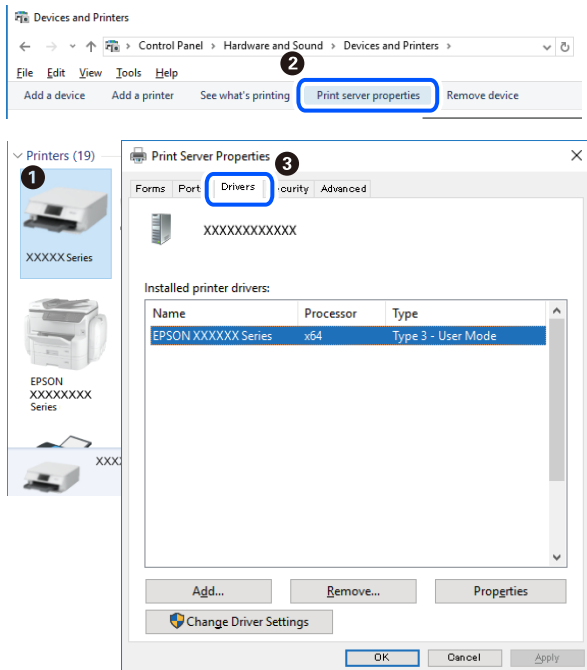 Devices and Printers
Control Panel > Hardware and Sound > Devices and Printers >
2
File Edit View Tools Help
Add a device Add a printer See what's printing Print server properties Remove device
Printers (19)
1
XXXXX Series
EPSON
XXXXXXXX
Series
XXX
Print Server Properties
3
Forms Port Drivers curity Advanced
XXXXXXXXXXXX
Installed printer drivers:
Name Processor Type
EPSON XXXXXX Series x64 Type 3 - User Mode
Add... Remove... Properties
Change Driver Settings
OK Cancel Apply